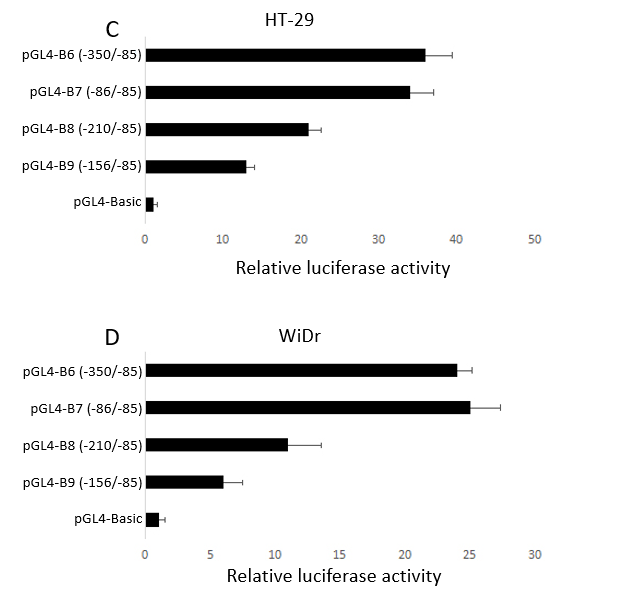 C
HT-29
pGL4-B6 (-350/-85)
pGL4-B7 (-86/-85)
pGL4-B8 (-210/-85)
pGL4-B9 (-156/-85)
pGL4-Basic
0 10 20 30 40 50
Relative luciferase activity
D
WiDr
pGL4-B6 (-350/-85)
pGL4-B7 (-86/-85)
pGL4-B8 (-210/-85)
pGL4-B9 (-156/-85)
pGL4-Basic
0 5 10 15 20 25 30
Relative luciferase activity